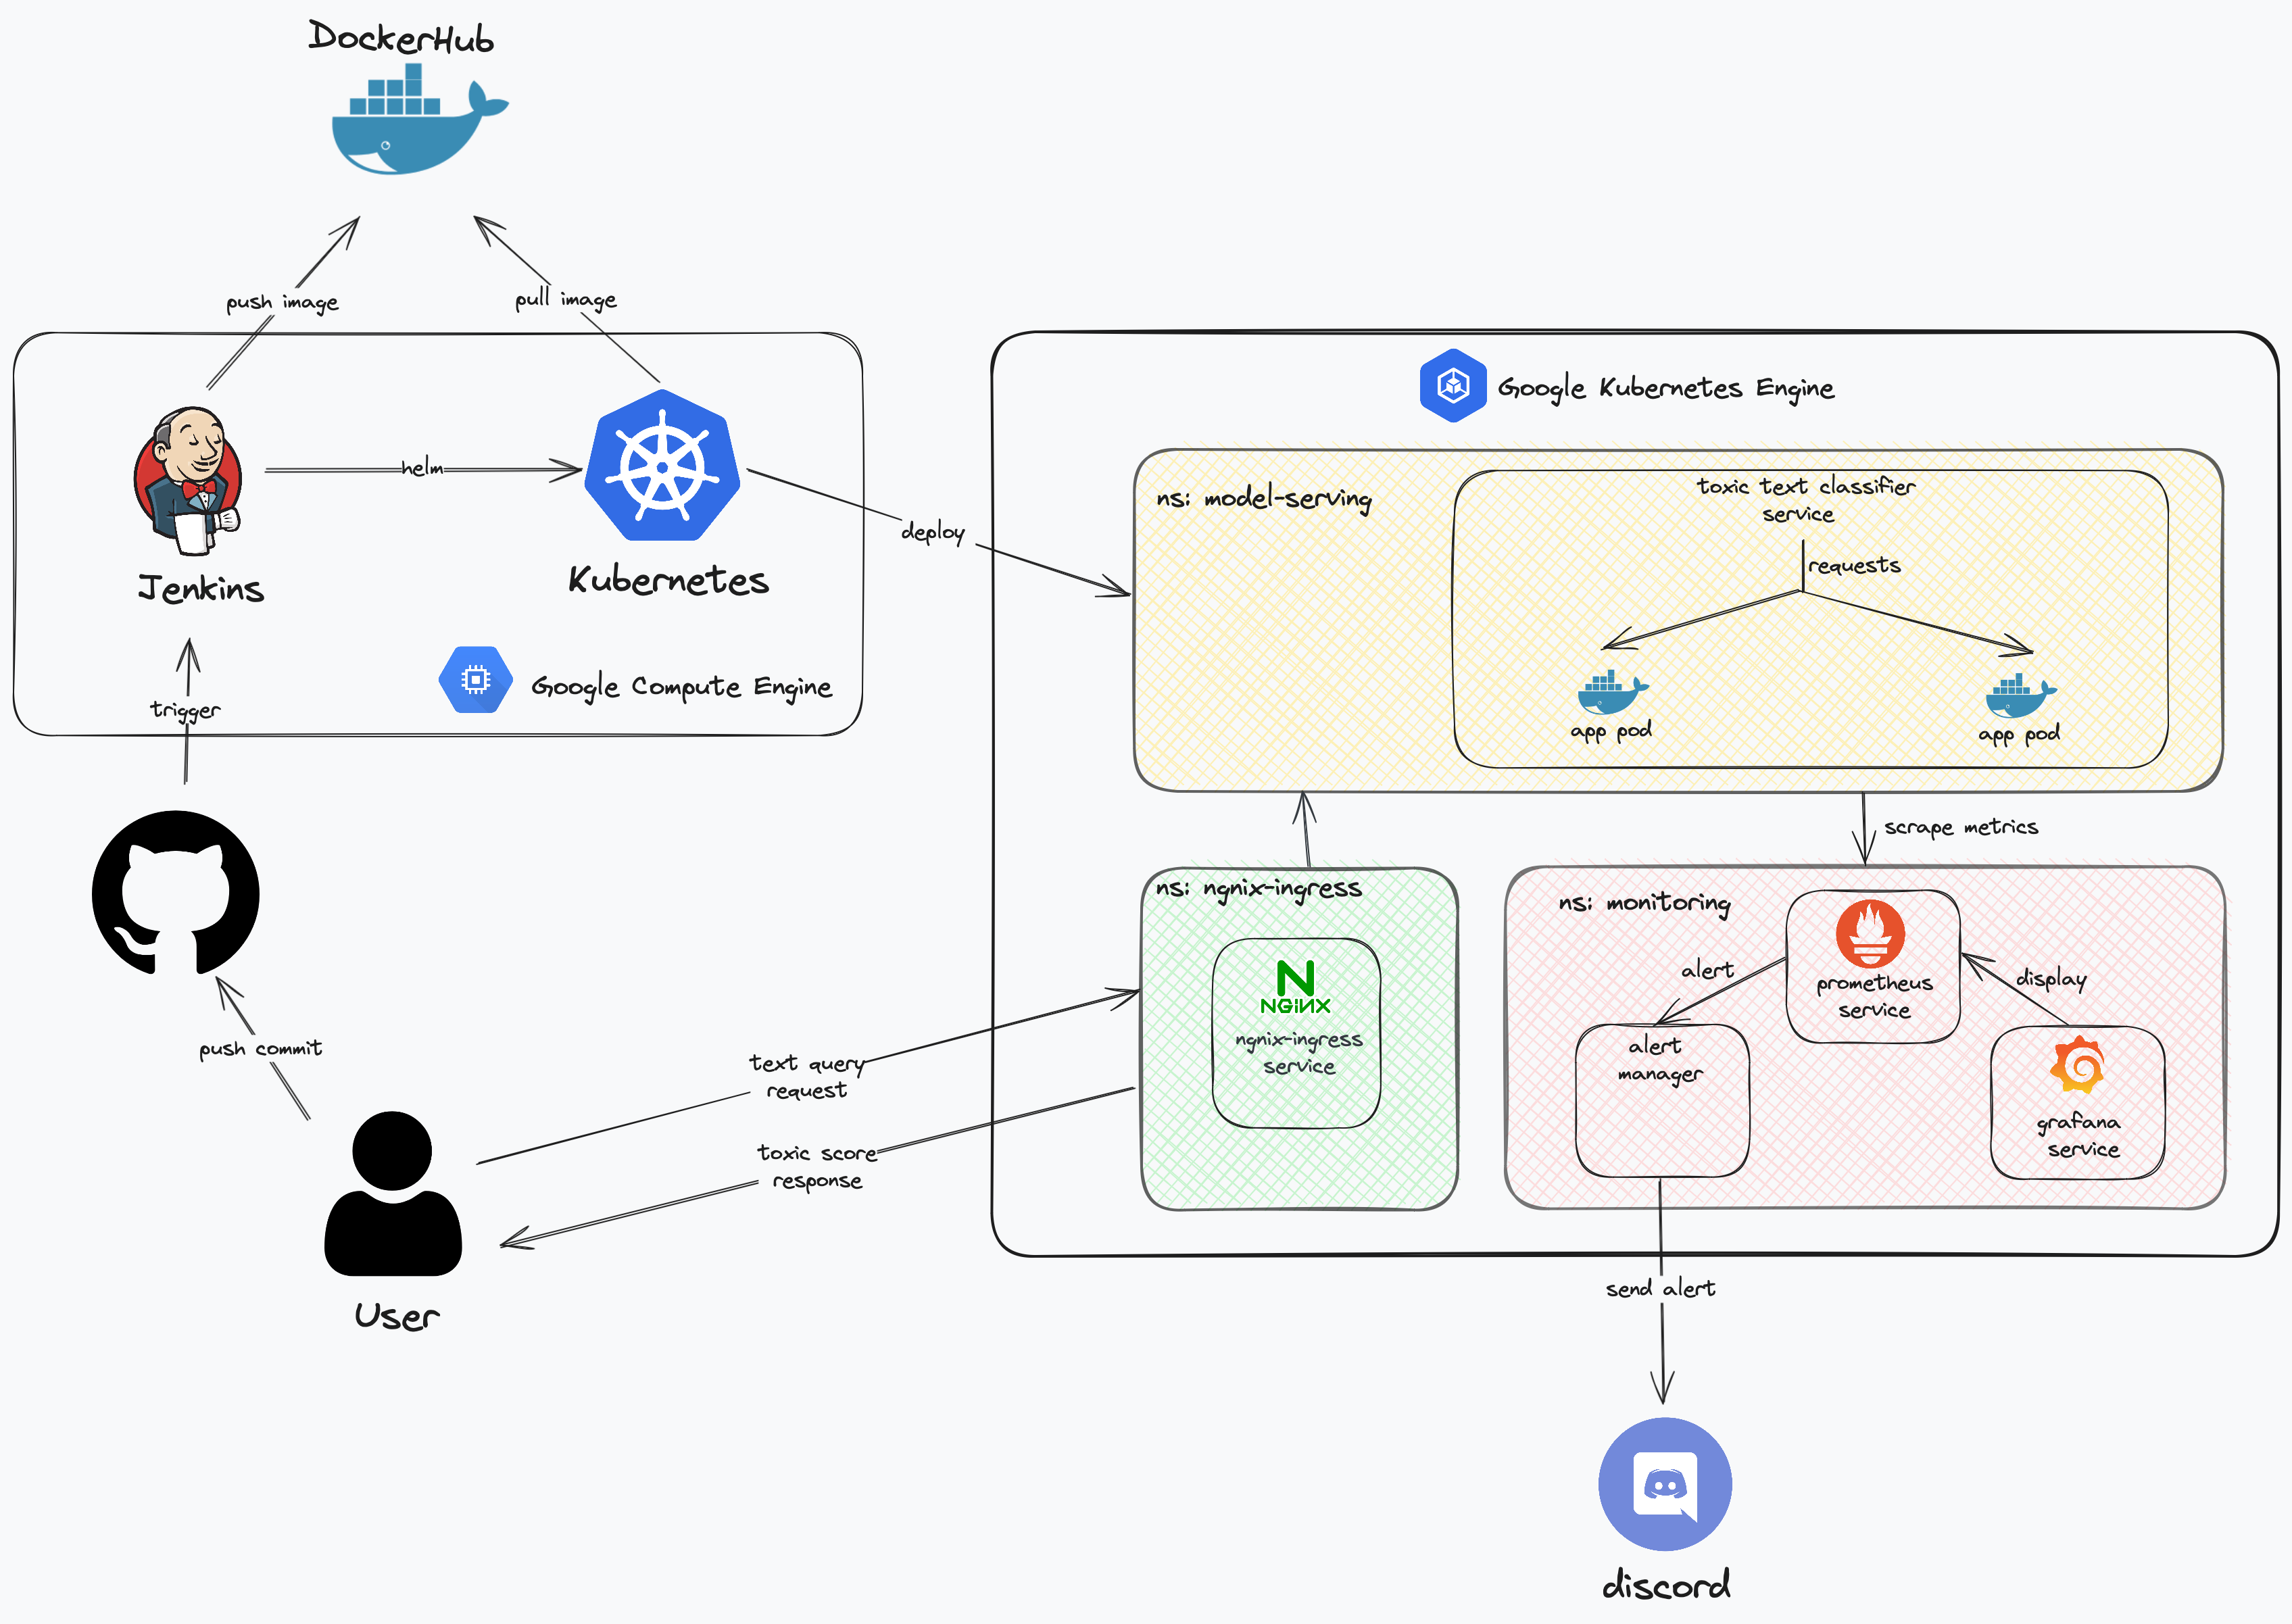 DockerHub
push image
pull image
Jenkins
helm
Kubernetes
Google Compute Engine
trigger
push commit
User
deploy
text query
request
toxic score
response
Google Kubernetes Engine
ns: model-serving
toxic text classifier
service
requests
app pod
app pod
scrape metrics
ns: ngnix-ingress
NGINX
ngnix-ingress
service
ns: monitoring
prometheus
service
alert
display
alert
manager
grafana
service
send alert
discord